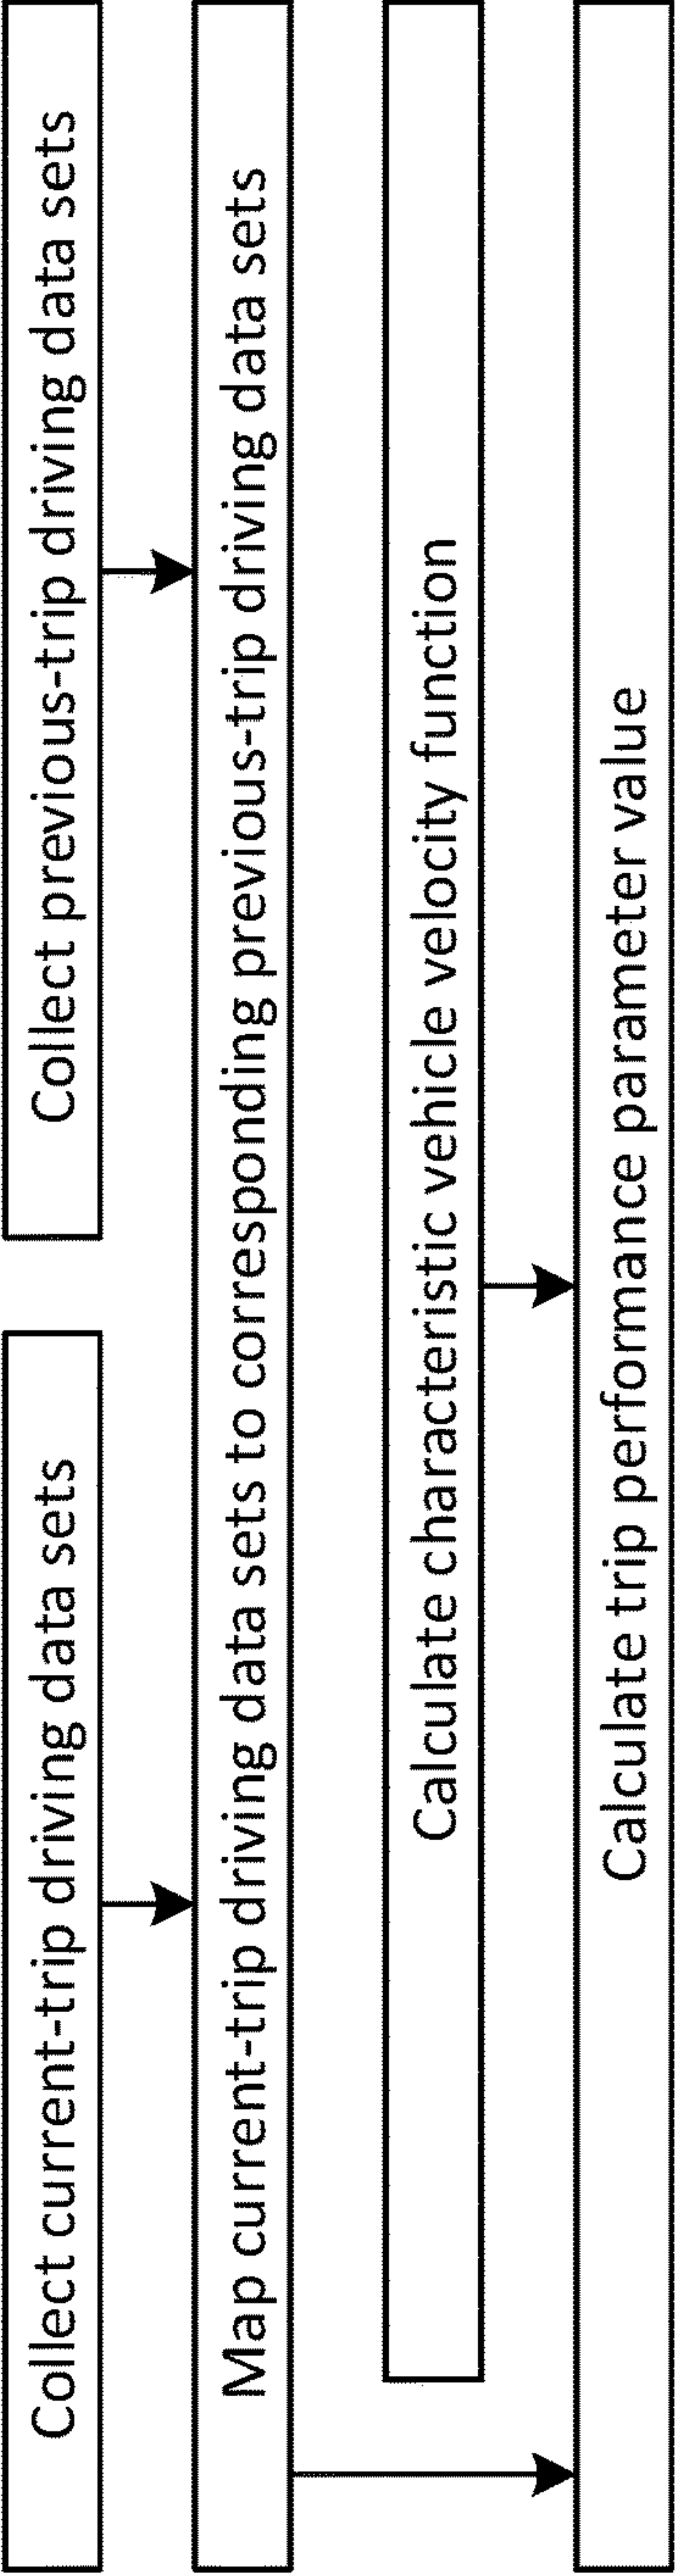 Collect current-trip driving data sets
Collect previous-trip driving data sets
Map current-trip driving data sets to corresponding previous-trip driving data sets
Calculate characteristic vehicle velocity function
Calculate trip performance parameter value